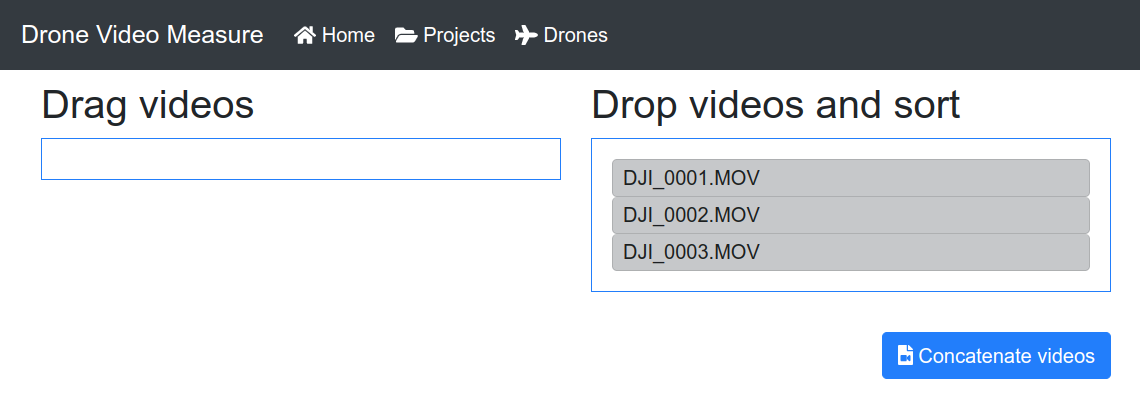 Drone Video Measure Home Projects Drones
Drag videos
Drop videos and sort
DJI_0001.MOV
DJI_0002.MOV
DJI_0003.MOV
Concatenate videos